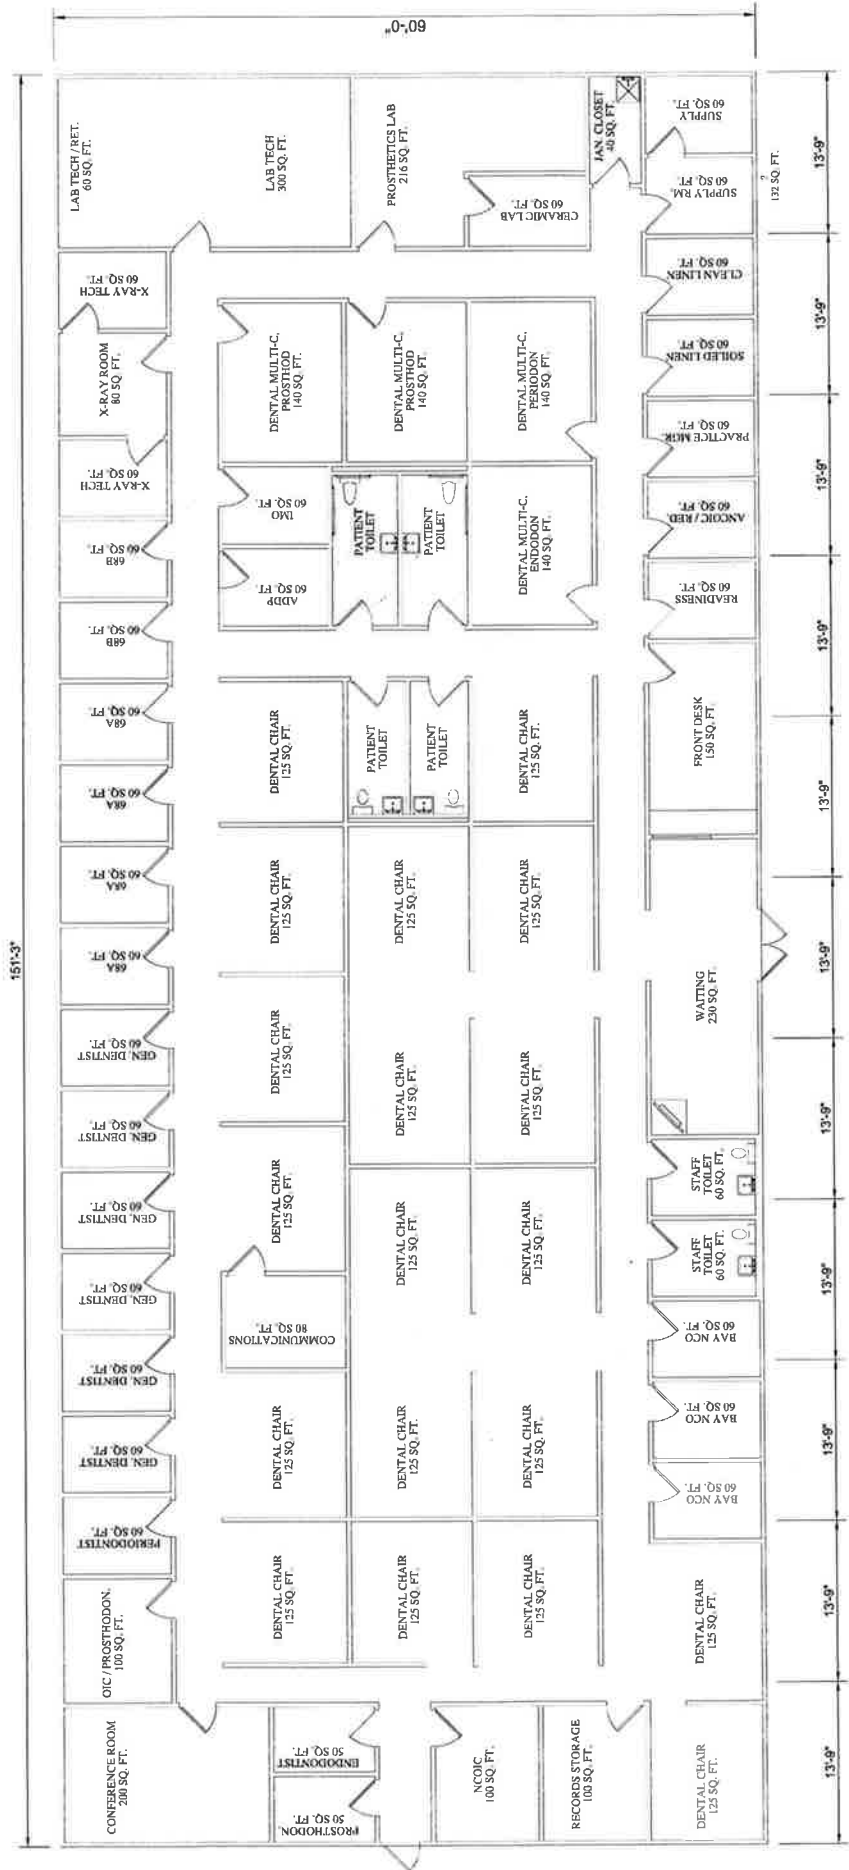 60'-0"
151'-3"
LAB TECH / RET.
60 SQ. FT.
LAB TECH
300 SQ. FT.
PROSTHETICS LAB
216 SQ. FT.
CERAMIC LAB
60 SQ. FT.
JAN. CLOSET
40 SQ. FT.
SUPPLY
60 SQ. FT.
SUPPLY RM.
60 SQ. FT.
?
132 SQ. FT.
X-RAY TECH
60 SQ. FT.
X-RAY ROOM
80 SQ. FT.
X-RAY TECH
60 SQ. FT.
DENTAL MULTI-C,
PROSTHOD
140 SQ. FT.
DENTAL MULTI-C,
PROSTHOD
140 SQ. FT.
DENTAL MULTI-C,
PERIODON
140 SQ. FT.
CLEAN LINEN
60 SQ. FT.
SOILED LINEN
60 SQ. FT.
PRACTICE MGR.
60 SQ. FT.
IMO
60 SQ. FT.
ADDP
60 SQ. FT.
PATIENT
TOILET
PATIENT
TOILET
DENTAL MULTI-C,
ENDODON
140 SQ. FT.
ANCOIC / RED.
60 SQ. FT.
READINESS
60 SQ. FT.
6RB
60 SQ. FT.
68B
60 SQ. FT.
68A
60 SQ. FT.
68A
60 SQ. FT.
68A
60 SQ. FT.
68A
60 SQ. FT.
DENTAL CHAIR
125 SQ. FT.
PATIENT
TOILET
PATIENT
TOILET
DENTAL CHAIR
125 SQ. FT.
FRONT DESK
150 SQ. FT.
DENTAL CHAIR
125 SQ. FT.
DENTAL CHAIR
125 SQ. FT.
DENTAL CHAIR
125 SQ. FT.
WAITING
230 SQ. FT.
GEN. DENTIST
60 SQ. FT.
GEN. DENTIST
60 SQ. FT.
GEN. DENTIST
60 SQ. FT.
GEN. DENTIST
60 SQ. FT.
GEN. DENTIST
60 SQ. FT.
GEN. DENTIST
60 SQ. FT.
DENTAL CHAIR
125 SQ. FT.
DENTAL CHAIR
125 SQ. FT.
DENTAL CHAIR
125 SQ. FT.
DENTAL CHAIR
125 SQ. FT.
DENTAL CHAIR
125 SQ. FT.
DENTAL CHAIR
125 SQ. FT.
STAFF
TOILET
60 SQ. FT.
STAFF
TOILET
60 SQ. FT.
COMMUNICATIONS
80 SQ. FT.
BAY NCO
60 SQ. FT.
BAY NCO
60 SQ. FT.
BAY NCO
60 SQ. FT.
DENTAL CHAIR
125 SQ. FT.
DENTAL CHAIR
125 SQ. FT.
DENTAL CHAIR
125 SQ. FT.
PERIODONTIST
60 SQ. FT.
OIC / PROSTHODON.
100 SQ. FT.
DENTAL CHAIR
125 SQ. FT.
DENTAL CHAIR
125 SQ. FT.
DENTAL CHAIR
125 SQ. FT.
DENTAL CHAIR
125 SQ. FT.
CONFERENCE ROOM
200 SQ. FT.
ENDODONTIST
50 SQ. FT.
PROSTHODON.
50 SQ. FT.
NCOIC
100 SQ. FT.
RECORDS STORAGE
100 SQ. FT.
DENTAL CHAIR
125 SQ. FT.
13'-9"
13'-9"
13'-9"
13'-9"
13'-9"
13'-9"
13'-9"
13'-9"
13'-9"
13'-9"
13'-9"